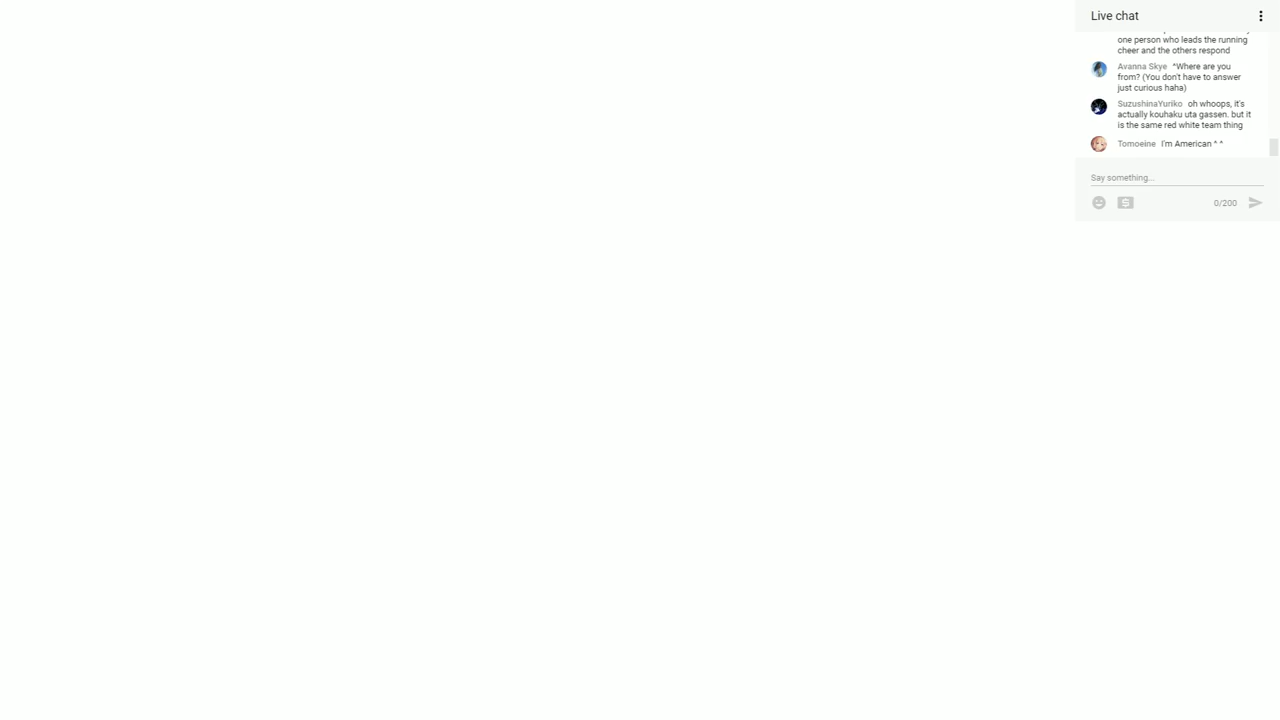 Live chat
one person who leads the running
cheer and the others respond
Avanna Skye *Where are you
from? (You don't have to answer
just curious haha)
SuzushinaYuriko oh whoops, it's
actually kouhaku uta gassen. but it
is the same red white team thing
Tomoeine I'm American ^ ^
Say something...
0/200